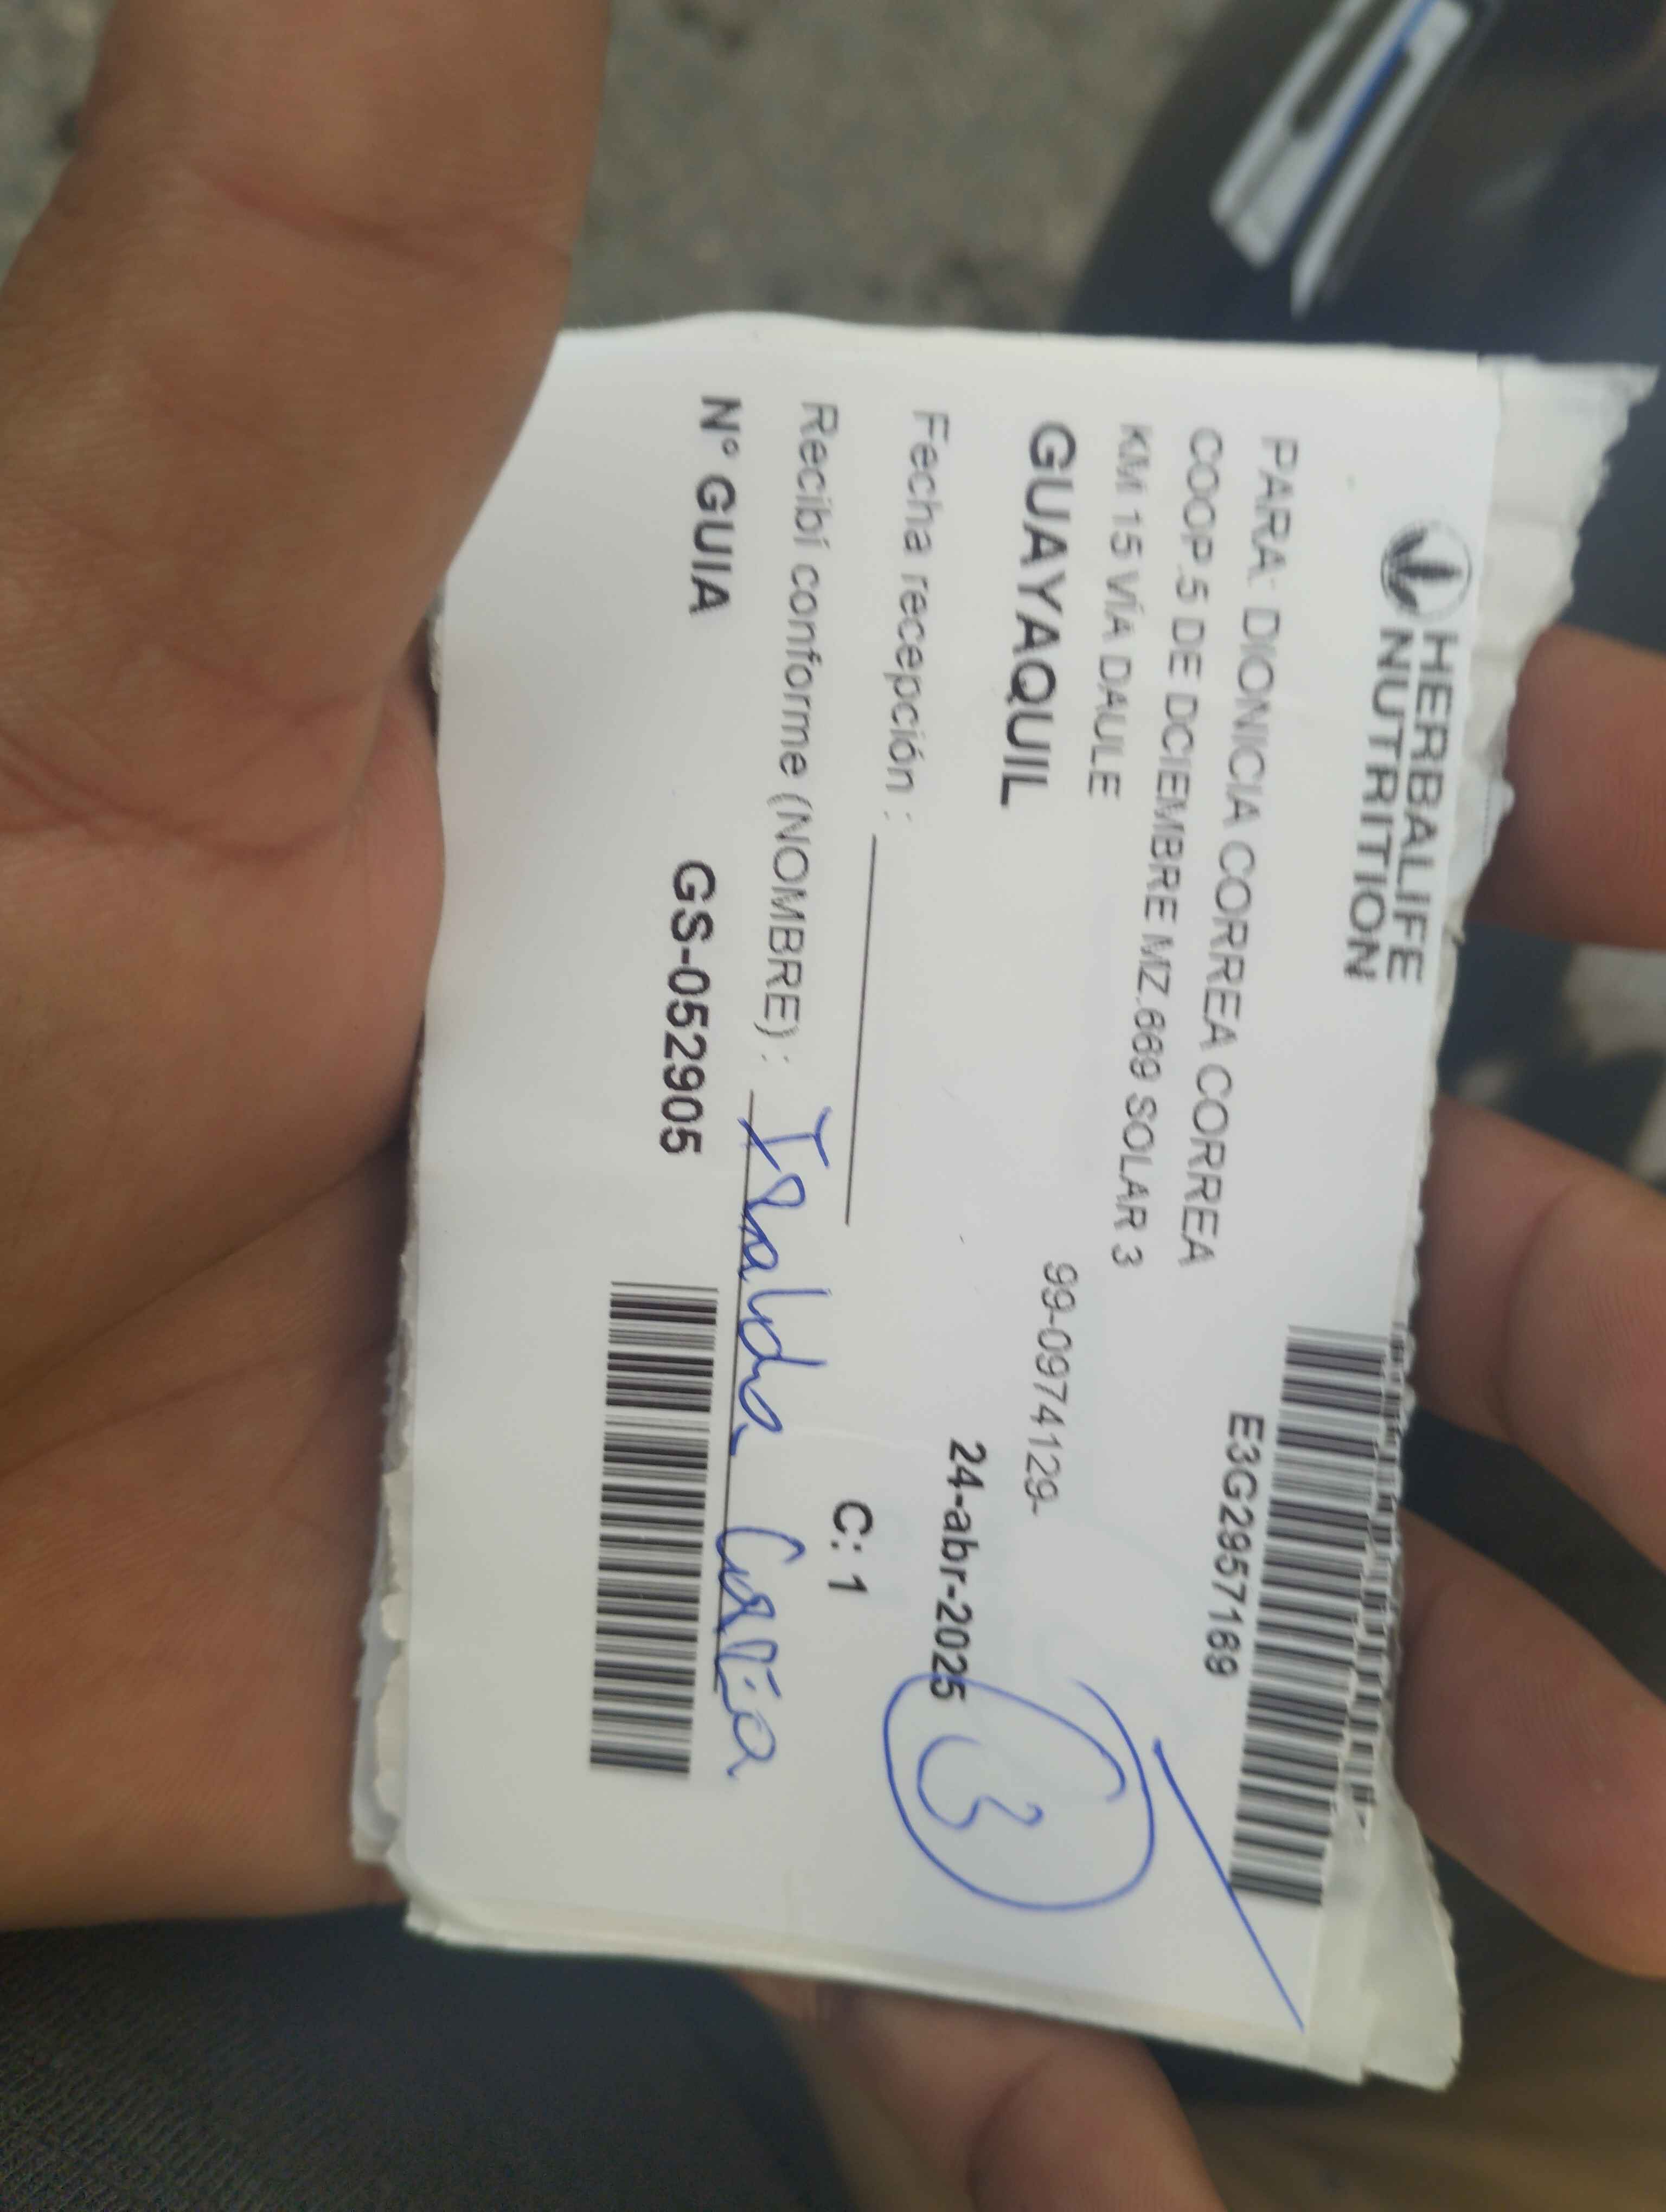 HERBALIFE
NUTRITION
PARA: DIONICIA CORREA CORREA
E3G2957169
COOP.5 DE DCIEMBRE MZ.669 SOLAR 3
KM 15 VÍA DAULE
99-0974129-
GUAYAQUIL
24-abr-2025
3
Fecha recepción :
C: 1
Recibí conforme (NOMBRE) :
Nº GUIA GS-052905